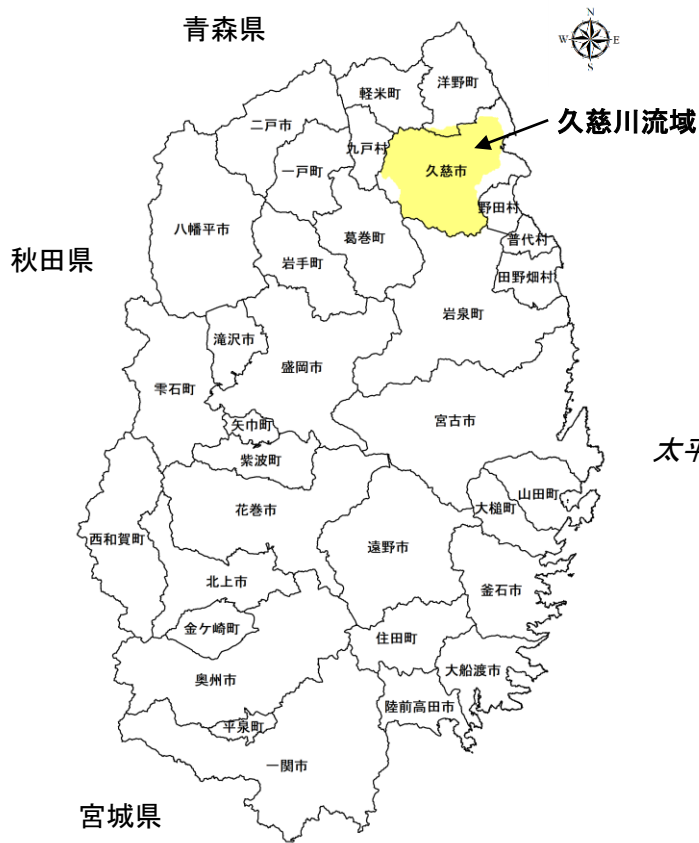 青森県
N
W
E
S
洋野町
軽米町
二戸市
久慈川流域
九戸村
一戸町
久慈市
野田村
八幡平市
葛巻町
普代村
秋田県
岩手町
田野畑村
岩泉町
滝沢市
盛岡市
雫石町
宮古市
矢巾町
太平
紫波町
山田町
大槌町
花巻市
西和賀町
遠野市
北上市
釜石市
金ケ崎町
住田町
大船渡市
奥州市
陸前高田市
平泉町
一関市
宮城県